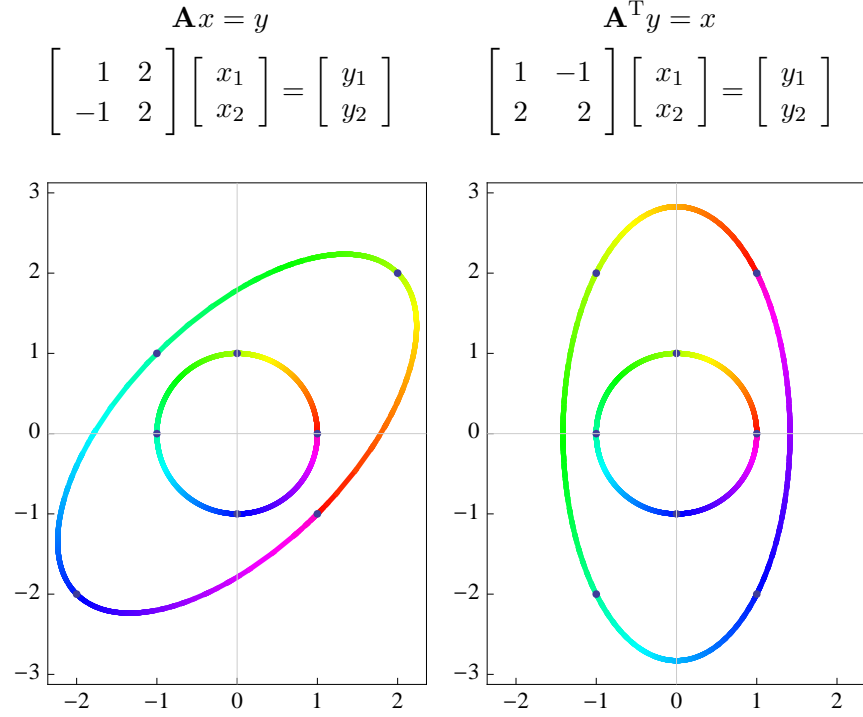 Ax = y
[ 1 2 ; −1 2 ] [ x₁ ; x₂ ] = [ y₁ ; y₂ ]
3
2
1
0
−1
−2
−3
−2 −1 0 1 2
Aᵀy = x
[ 1 −1 ; 2 2 ] [ x₁ ; x₂ ] = [ y₁ ; y₂ ]
3
2
1
0
−1
−2
−3
−2 −1 0 1 2